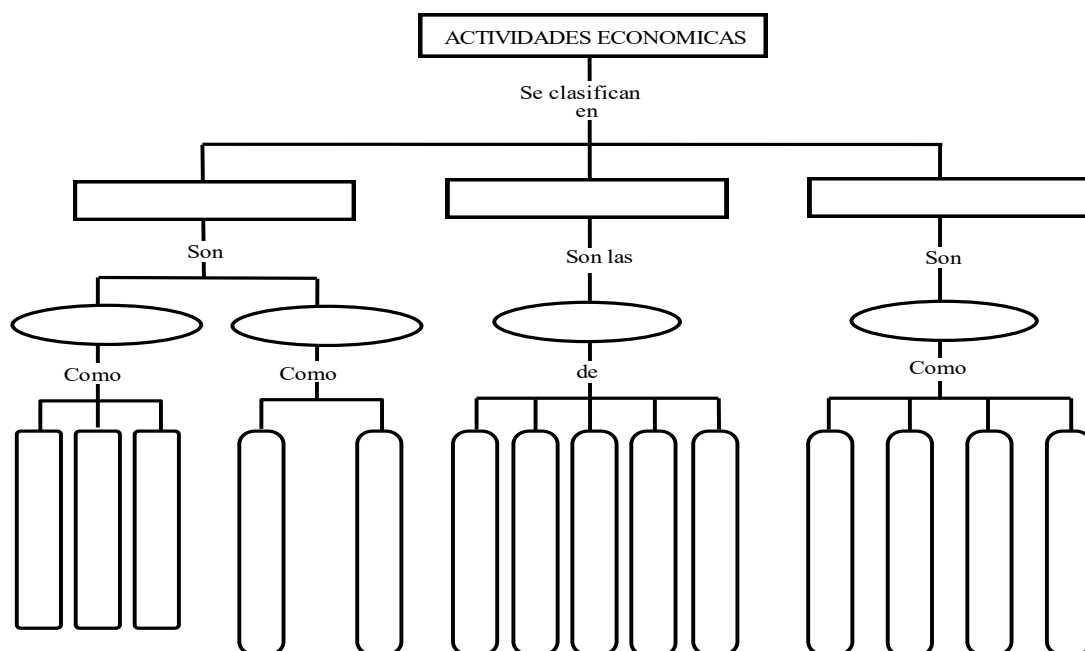 ACTIVIDADES ECONOMICAS
Se clasifican
en
Son
Son las
Son
Como
Como
de
Como